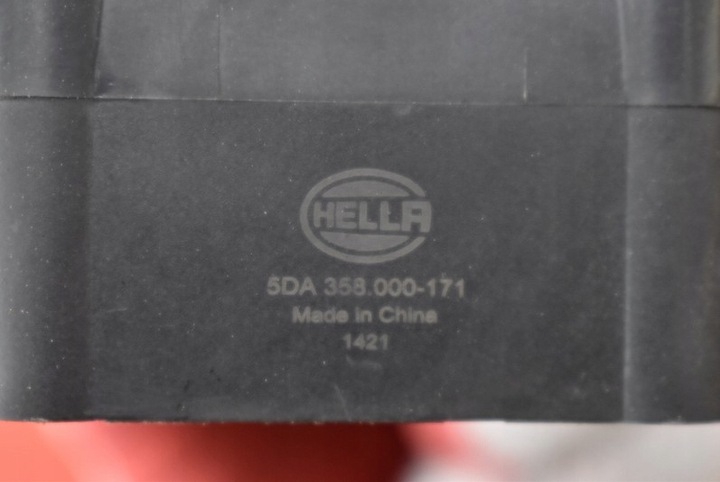 HELLA
5DA 358.000-171
Made in China
1421